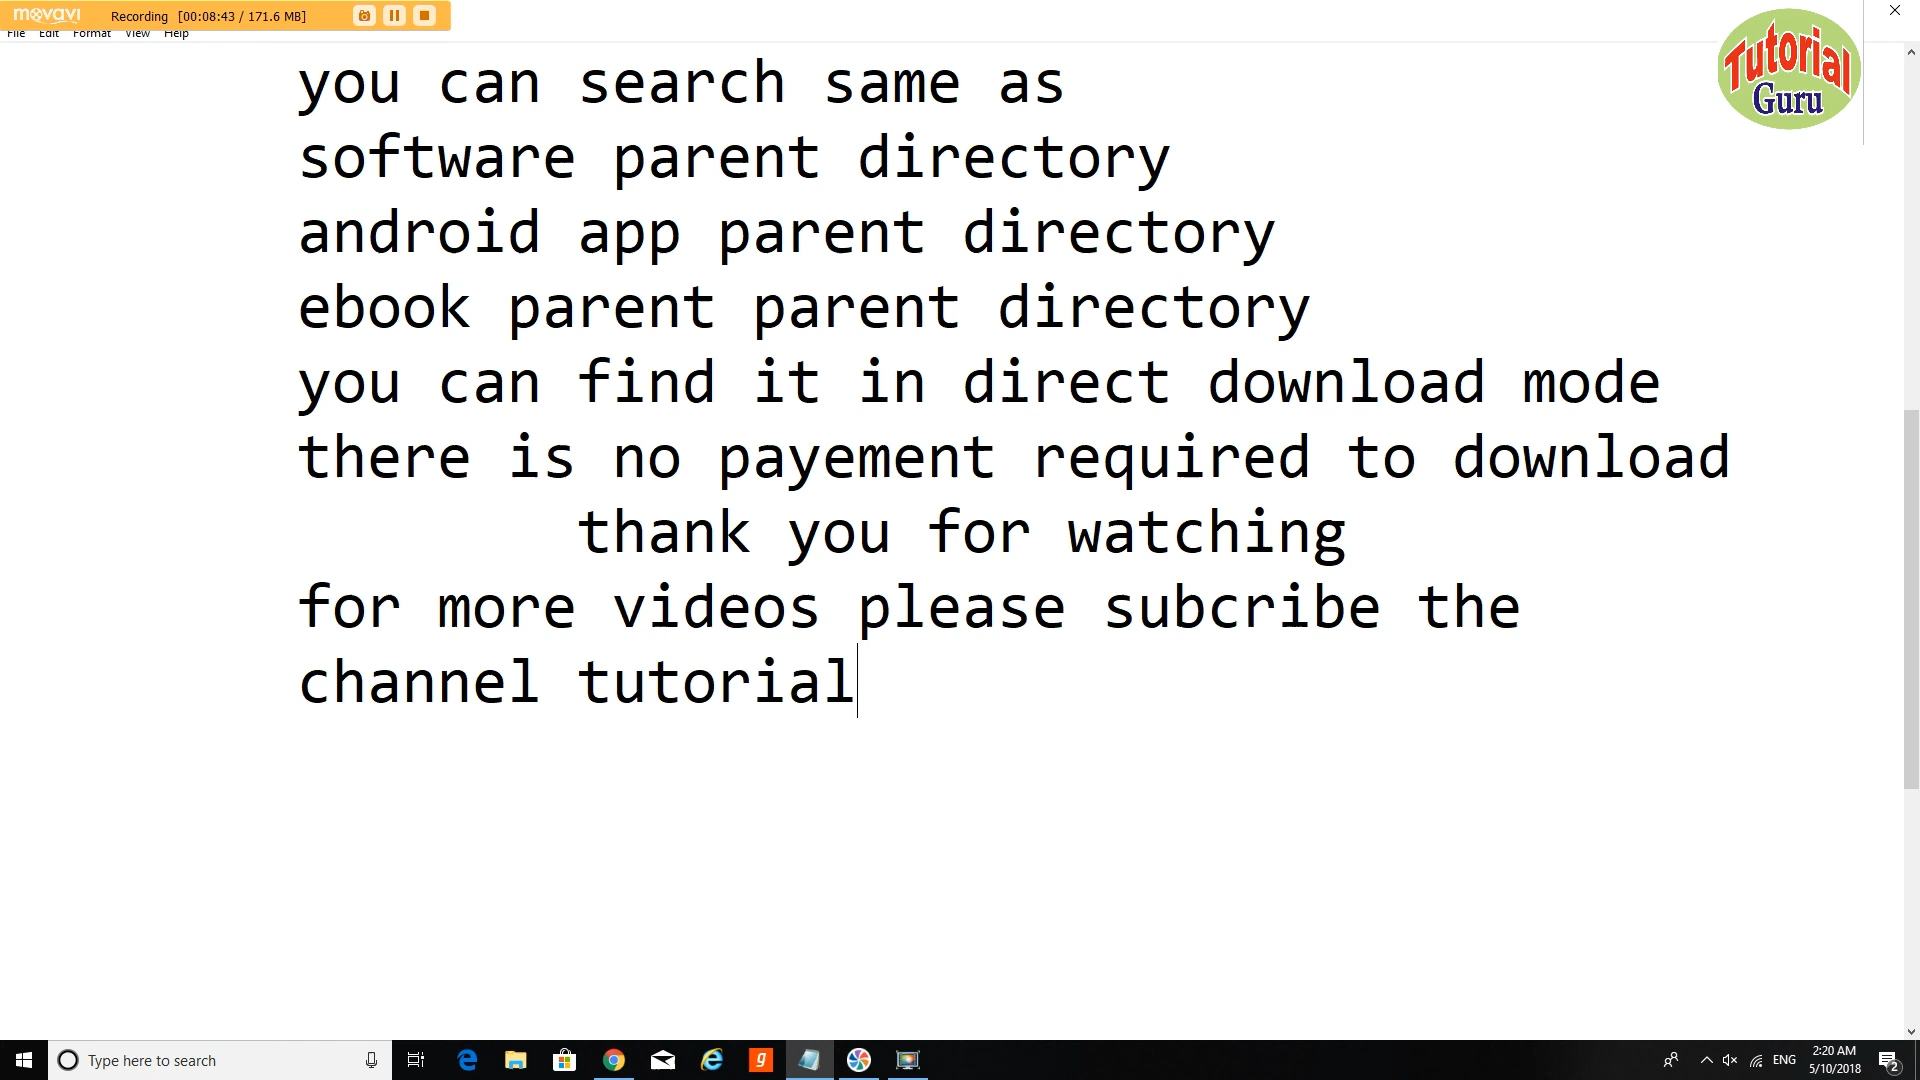 movavi Recording [00:08:43 / 171.6 MB]
File Edit Format View Help
Tutorial
Guru
you can search same as
software parent directory
android app parent directory
ebook parent parent directory
you can find it in direct download mode
there is no payement required to download
thank you for watching
for more videos please subcribe the
channel tutorial
Type here to search
ENG
2:20 AM
5/10/2018
2